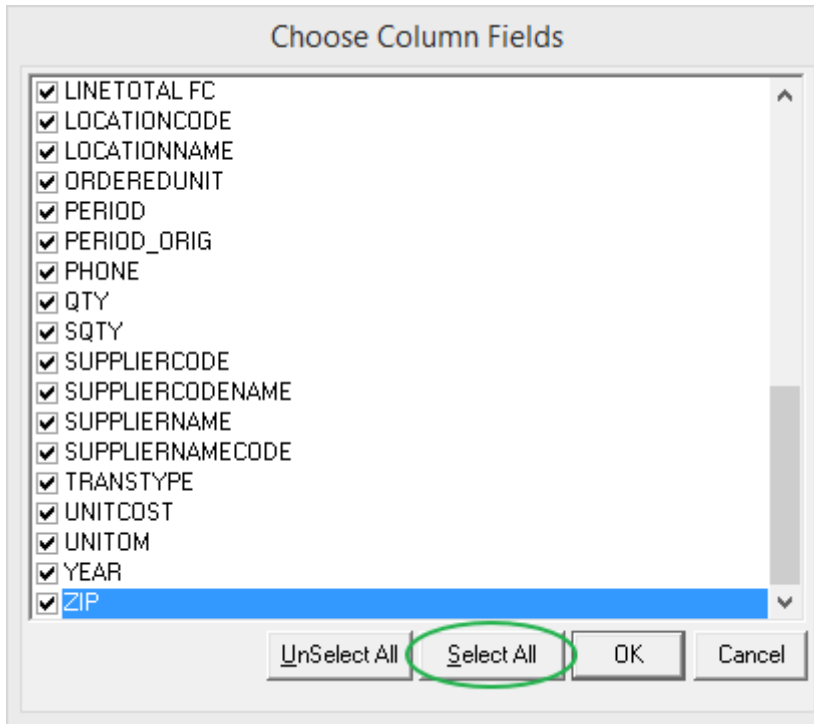 Choose Column Fields
LINETOTAL FC
LOCATIONCODE
LOCATIONNAME
ORDEREDUNIT
PERIOD
PERIOD_ORIG
PHONE
QTY
SQTY
SUPPLIERCODE
SUPPLIERCODENAME
SUPPLIERNAME
SUPPLIERNAMECODE
TRANSTYPE
UNITCOST
UNITOM
YEAR
ZIP
UnSelect All Select All OK Cancel